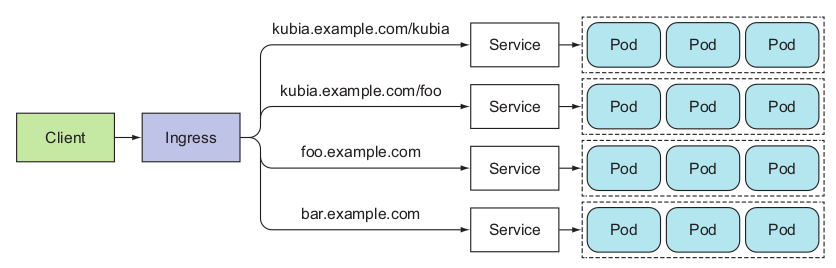 kubia.example.com/kubia
Service
Pod Pod Pod
kubia.example.com/foo
Service
Pod Pod Pod
Client
Ingress
foo.example.com
Service
Pod Pod Pod
bar.example.com
Service
Pod Pod Pod